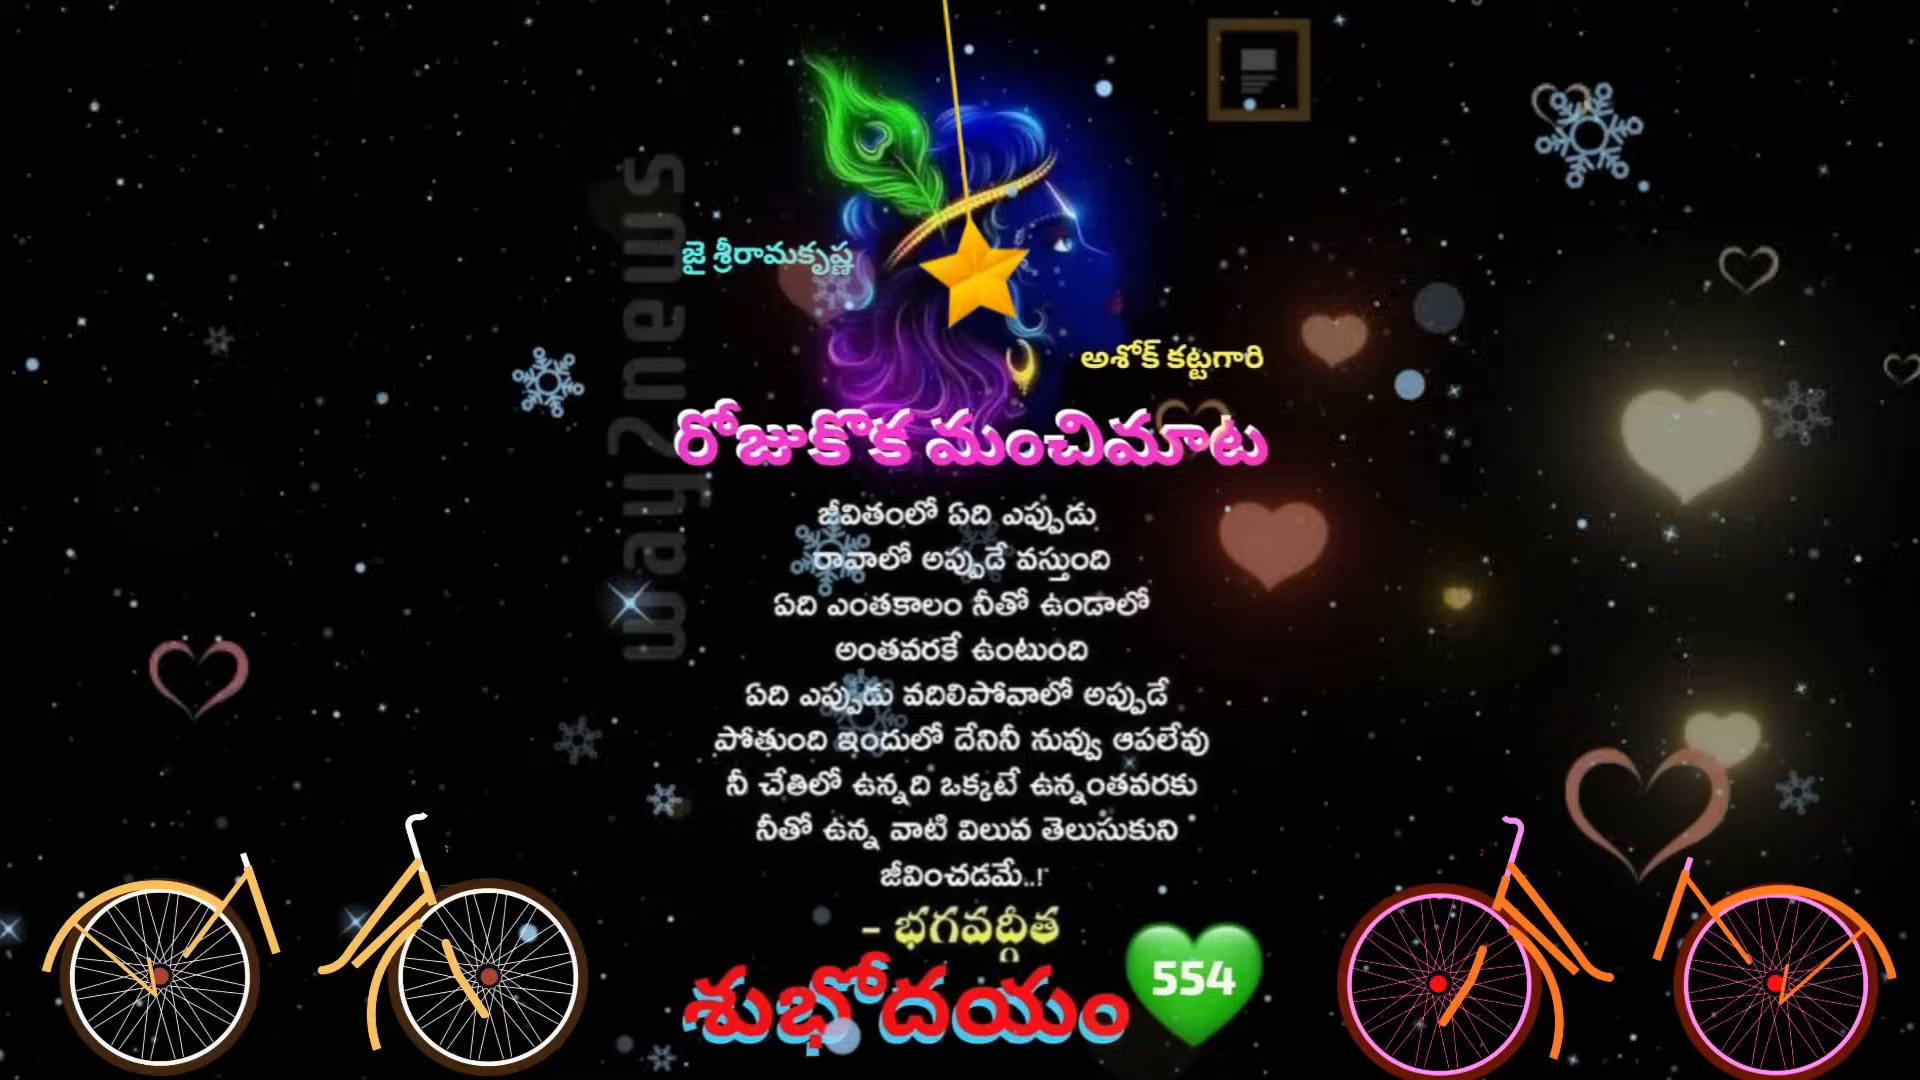 జై శ్రీరామకృష్ణ
అశోక్ కట్టగారి
రోజుకొక మంచిమాట
జీవితంలో ఏది ఎప్పుడు
రావాలో అప్పుడే వస్తుంది
ఏది ఎంతకాలం నీతో ఉండాలో
అంతవరకే ఉంటుంది
ఏది ఎప్పుడు వదిలిపోవాలో అప్పుడే
పోతుంది ఇందులో దేనినీ నువ్వు ఆపలేవు
నీ చేతిలో ఉన్నది ఒక్కటే ఉన్నంతవరకు
నీతో ఉన్న వాటి విలువ తెలుసుకుని
జీవించడమే..!
- భగవద్గీత
శుభోదయం
554
way2news